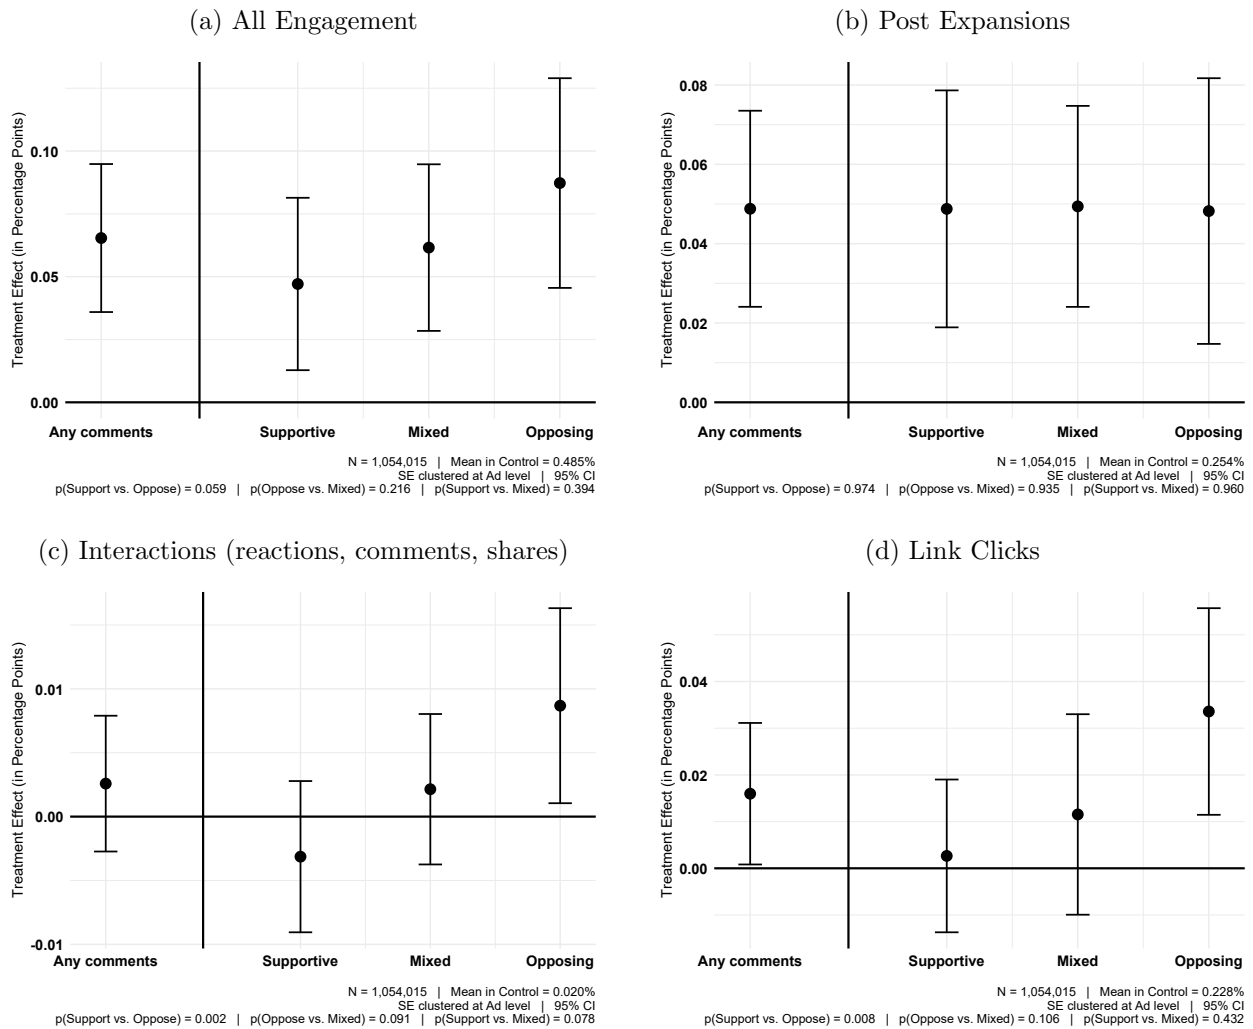 (a) All Engagement
Treatment Effect (in Percentage Points)
0.10
0.05
0.00
Any comments Supportive Mixed Opposing
N = 1,054,015 | Mean in Control = 0.485%
SE clustered at Ad level | 95% CI
p(Support vs. Oppose) = 0.059 | p(Oppose vs. Mixed) = 0.216 | p(Support vs. Mixed) = 0.394
(b) Post Expansions
Treatment Effect (in Percentage Points)
0.08
0.06
0.04
0.02
0.00
Any comments Supportive Mixed Opposing
N = 1,054,015 | Mean in Control = 0.254%
SE clustered at Ad level | 95% CI
p(Support vs. Oppose) = 0.974 | p(Oppose vs. Mixed) = 0.935 | p(Support vs. Mixed) = 0.960
(c) Interactions (reactions, comments, shares)
Treatment Effect (in Percentage Points)
0.01
0.00
-0.01
Any comments Supportive Mixed Opposing
N = 1,054,015 | Mean in Control = 0.020%
SE clustered at Ad level | 95% CI
p(Support vs. Oppose) = 0.002 | p(Oppose vs. Mixed) = 0.091 | p(Support vs. Mixed) = 0.078
(d) Link Clicks
Treatment Effect (in Percentage Points)
0.04
0.02
0.00
Any comments Supportive Mixed Opposing
N = 1,054,015 | Mean in Control = 0.228%
SE clustered at Ad level | 95% CI
p(Support vs. Oppose) = 0.008 | p(Oppose vs. Mixed) = 0.106 | p(Support vs. Mixed) = 0.432